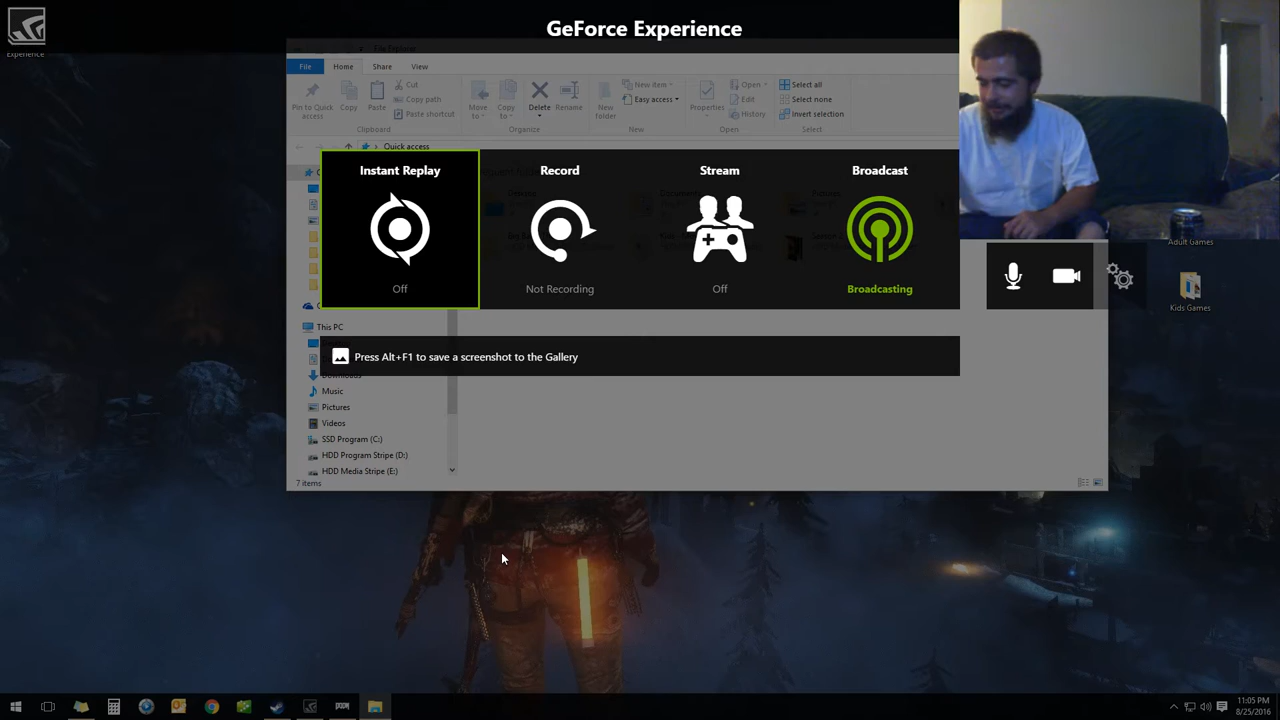 GeForce Experience
Experience
File Explorer
File Home Share View
Pin to Quick access
Copy
Paste
Cut
Copy path
Paste shortcut
Clipboard
Move to
Copy to
Delete
Rename
Organize
New folder
New item
Easy access
New
Properties
Open
Edit
History
Open
Select all
Select none
Invert selection
Select
Quick access
Instant Replay
Off
Record
Not Recording
Stream
Off
Broadcast
Broadcasting
Press Alt+F1 to save a screenshot to the Gallery
This PC
Downloads
Music
Pictures
Videos
SSD Program (C:)
HDD Program Stripe (D:)
HDD Media Stripe (E:)
7 items
Adult Games
Kids Games
11:05 PM
8/25/2016